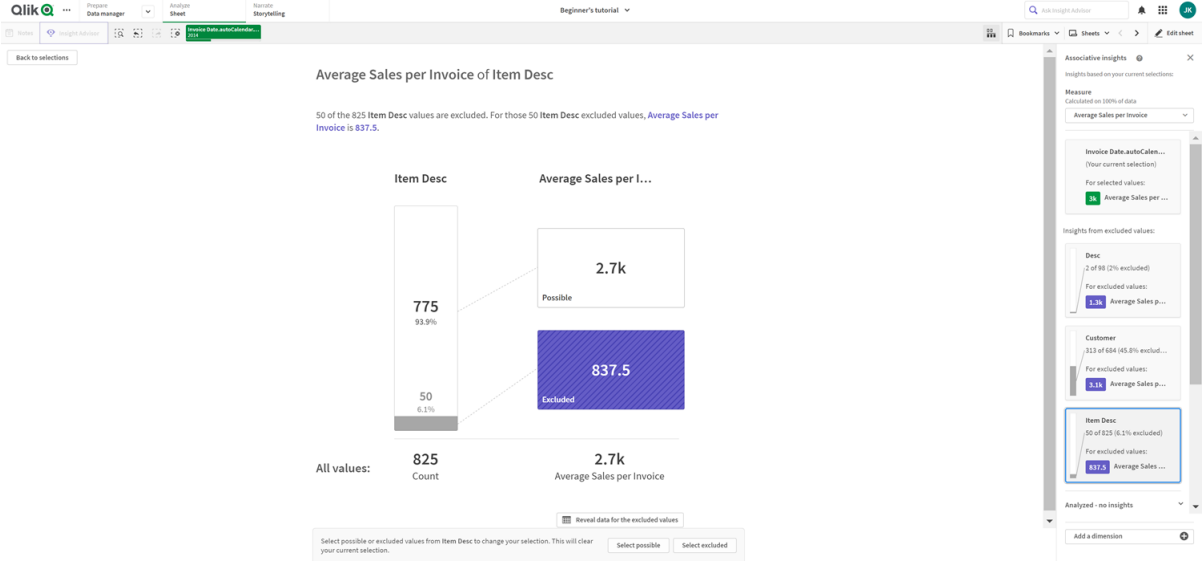 Qlik
Prepare
Data manager
Analyze
Sheet
Narrate
Storytelling
Beginner's tutorial
Ask Insight Advisor
JK
Notes
Insight Advisor
Invoice Date.autoCalendar....
2014
Bookmarks
Sheets
Edit sheet
Back to selections
Average Sales per Invoice of Item Desc
50 of the 825 Item Desc values are excluded. For those 50 Item Desc excluded values, Average Sales per
Invoice is 837.5.
Item Desc
Average Sales per I...
775
93.9%
50
6.1%
2.7k
Possible
837.5
Excluded
All values:
825
Count
2.7k
Average Sales per Invoice
Reveal data for the excluded values
Select possible or excluded values from Item Desc to change your selection. This will clear
your current selection.
Select possible
Select excluded
Associative insights
Insights based on your current selections:
Measure
Calculated on 100% of data
Average Sales per Invoice
Invoice Date.autoCalen...
(Your current selection)
For selected values:
3k Average Sales per ...
Insights from excluded values:
Desc
2 of 98 (2% excluded)
For excluded values:
1.3k Average Sales p...
Customer
313 of 684 (45.8% exclud...
For excluded values:
3.1k Average Sales p...
Item Desc
50 of 825 (6.1% excluded)
For excluded values:
837.5 Average Sales ...
Analyzed - no insights
Add a dimension